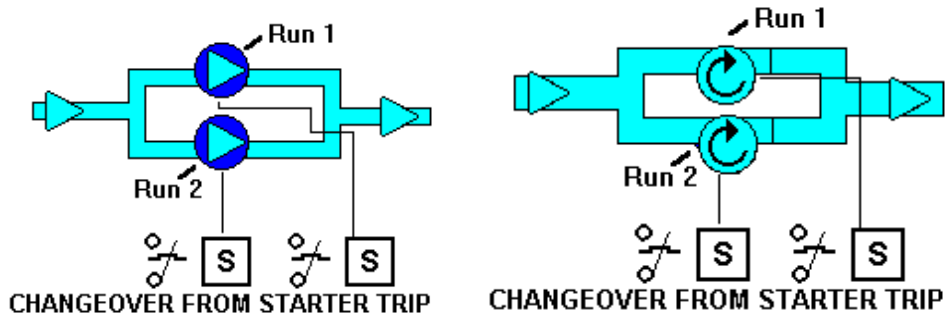 Run 1
Run 2
S S
CHANGEOVER FROM STARTER TRIP
Run 1
Run 2
S S
CHANGEOVER FROM STARTER TRIP